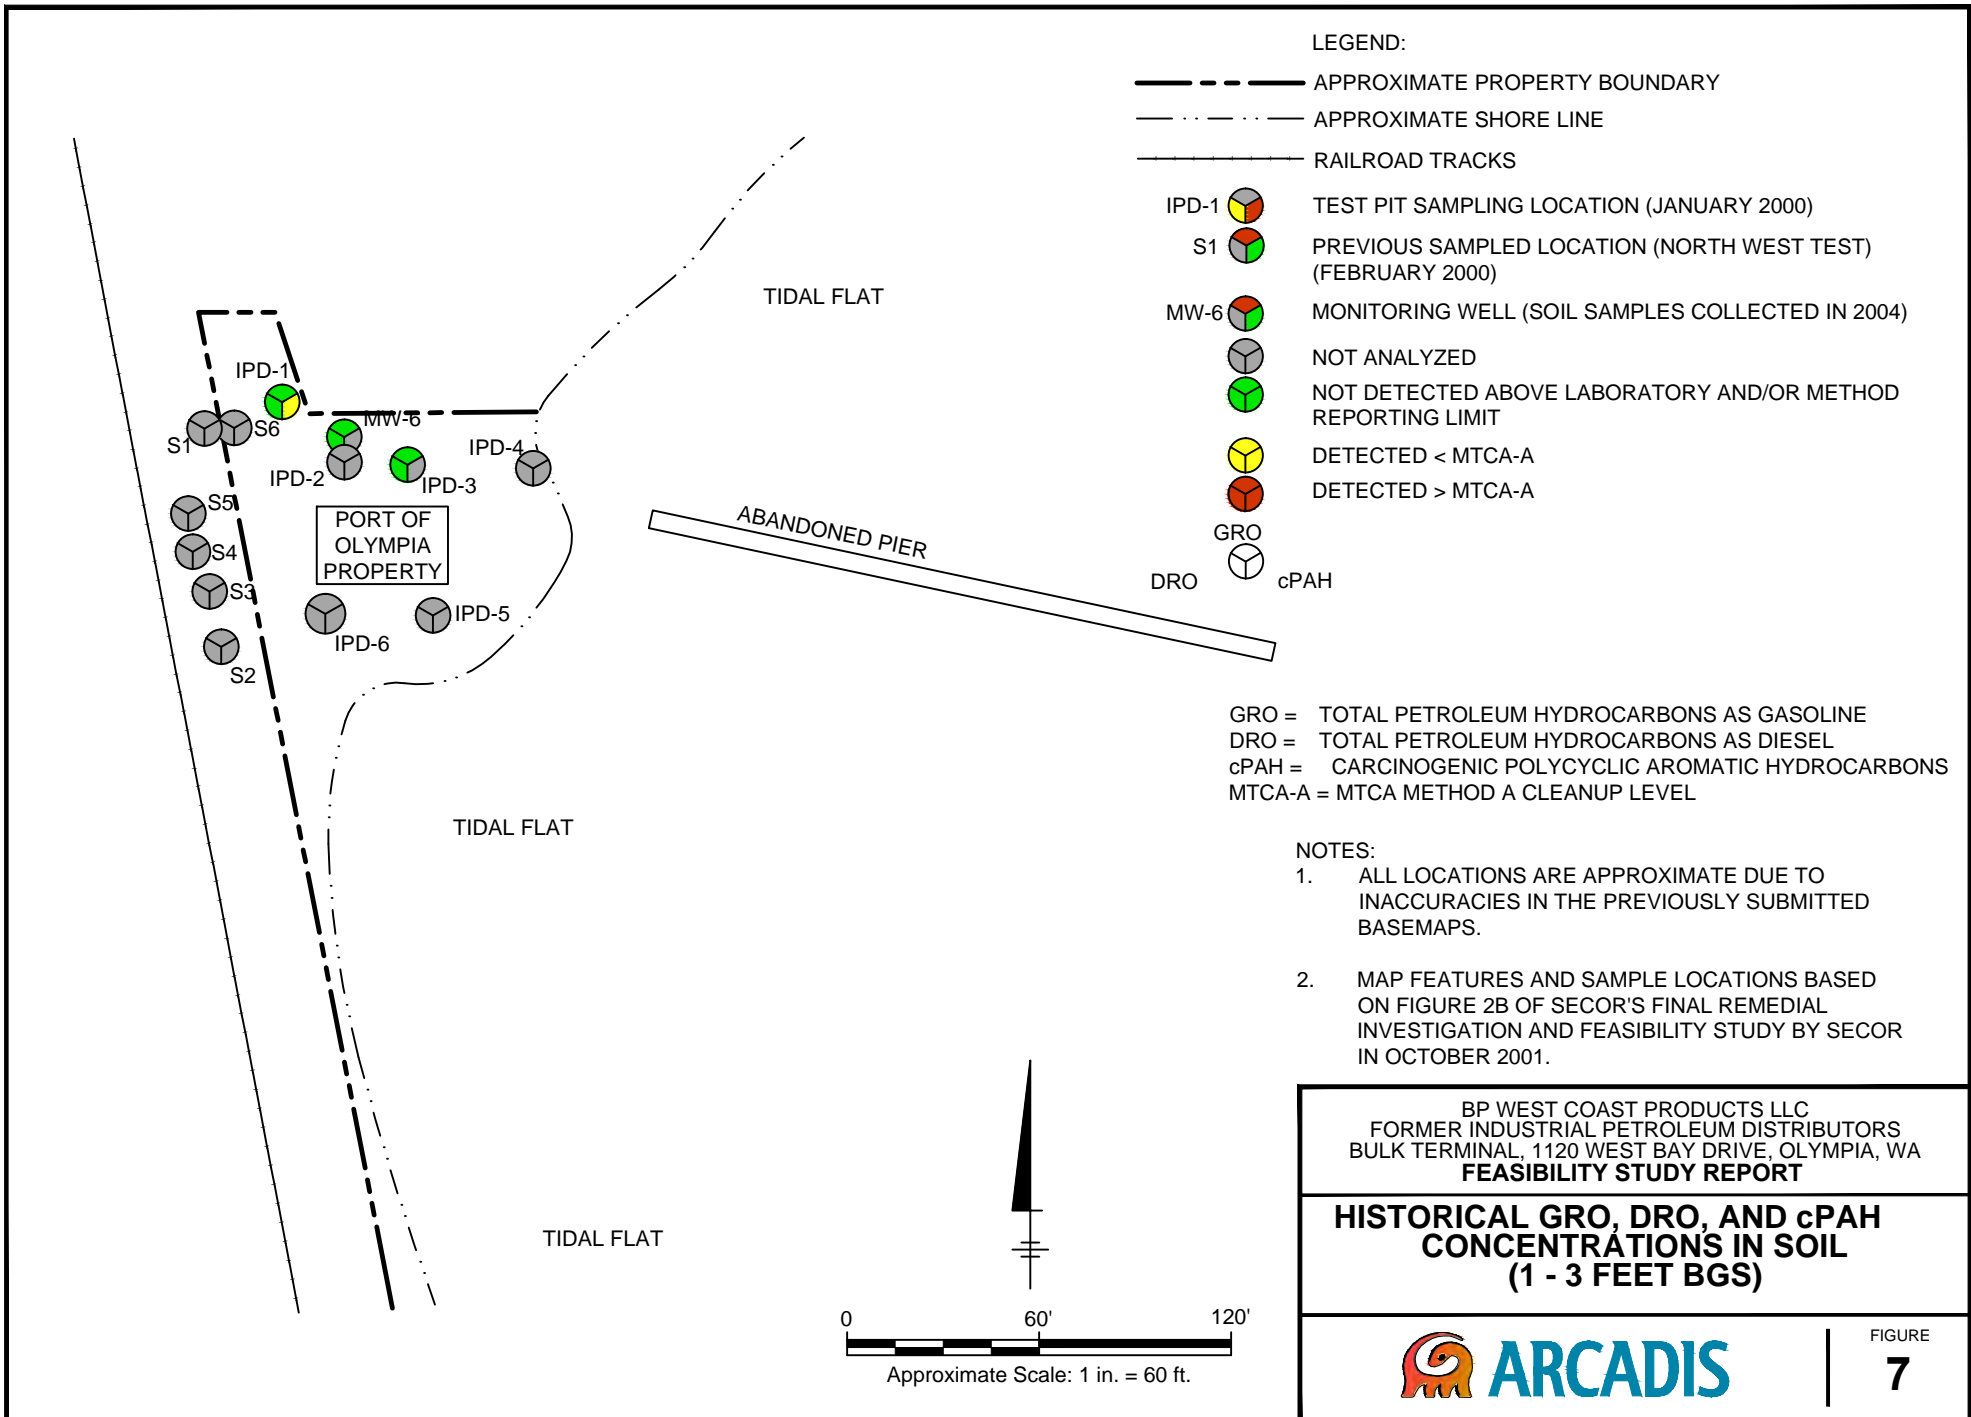 LEGEND:
APPROXIMATE PROPERTY BOUNDARY
APPROXIMATE SHORE LINE
RAILROAD TRACKS
IPD-1 TEST PIT SAMPLING LOCATION (JANUARY 2000)
S1 PREVIOUS SAMPLED LOCATION (NORTH WEST TEST)
(FEBRUARY 2000)
MW-6 MONITORING WELL (SOIL SAMPLES COLLECTED IN 2004)
NOT ANALYZED
NOT DETECTED ABOVE LABORATORY AND/OR METHOD
REPORTING LIMIT
DETECTED < MTCA-A
DETECTED > MTCA-A
GRO
DRO cPAH
TIDAL FLAT
IPD-1
MW-6
S1
S6
IPD-2
IPD-3
IPD-4
S5
S4
S3
S2
PORT OF
OLYMPIA
PROPERTY
IPD-5
IPD-6
ABANDONED PIER
TIDAL FLAT
TIDAL FLAT
GRO = TOTAL PETROLEUM HYDROCARBONS AS GASOLINE
DRO = TOTAL PETROLEUM HYDROCARBONS AS DIESEL
cPAH = CARCINOGENIC POLYCYCLIC AROMATIC HYDROCARBONS
MTCA-A = MTCA METHOD A CLEANUP LEVEL
NOTES:
1. ALL LOCATIONS ARE APPROXIMATE DUE TO
INACCURACIES IN THE PREVIOUSLY SUBMITTED
BASEMAPS.
2. MAP FEATURES AND SAMPLE LOCATIONS BASED
ON FIGURE 2B OF SECOR'S FINAL REMEDIAL
INVESTIGATION AND FEASIBILITY STUDY BY SECOR
IN OCTOBER 2001.
0 60' 120'
Approximate Scale: 1 in. = 60 ft.
BP WEST COAST PRODUCTS LLC
FORMER INDUSTRIAL PETROLEUM DISTRIBUTORS
BULK TERMINAL, 1120 WEST BAY DRIVE, OLYMPIA, WA
FEASIBILITY STUDY REPORT
HISTORICAL GRO, DRO, AND cPAH
CONCENTRATIONS IN SOIL
(1 - 3 FEET BGS)
ARCADIS
FIGURE
7